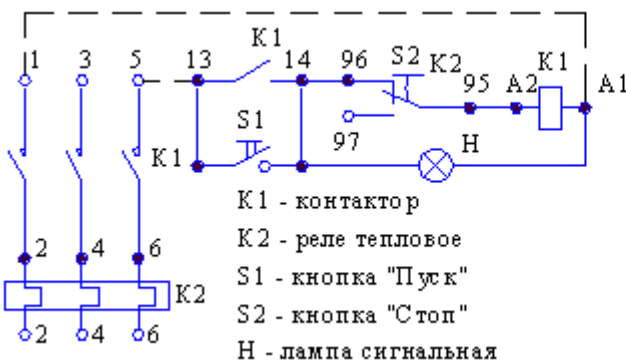 K1
1 3 5 13 14 96 S2 K2 95 A2 K1 A1
S1
K1
97
H
2 4 6
K2
2 4 6
K1 - контактор
K2 - реле тепловое
S1 - кнопка "Пуск"
S2 - кнопка "Стоп"
H - лампа сигнальная